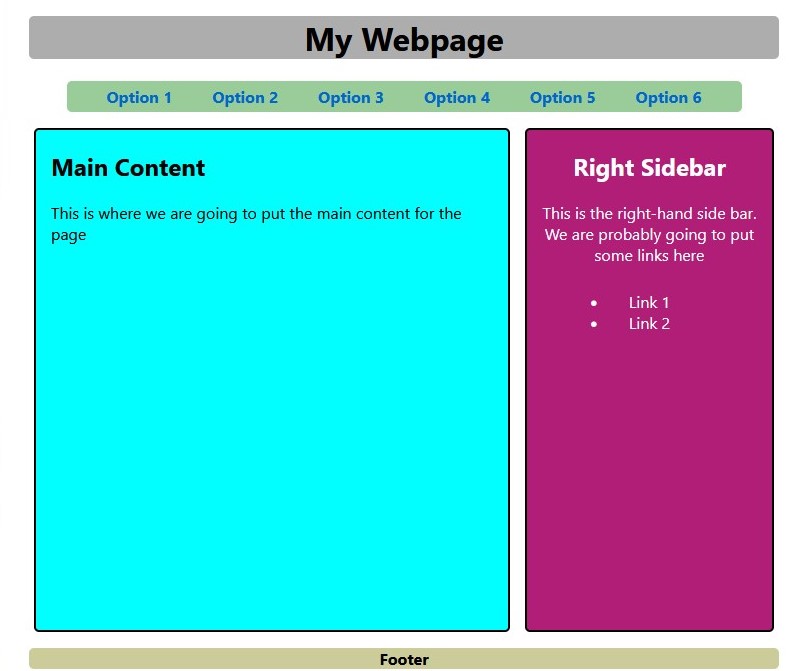 My Webpage
Option 1 Option 2 Option 3 Option 4 Option 5 Option 6
Main Content
This is where we are going to put the main content for the
page
Right Sidebar
This is the right-hand side bar.
We are probably going to put
some links here
• Link 1
• Link 2
Footer